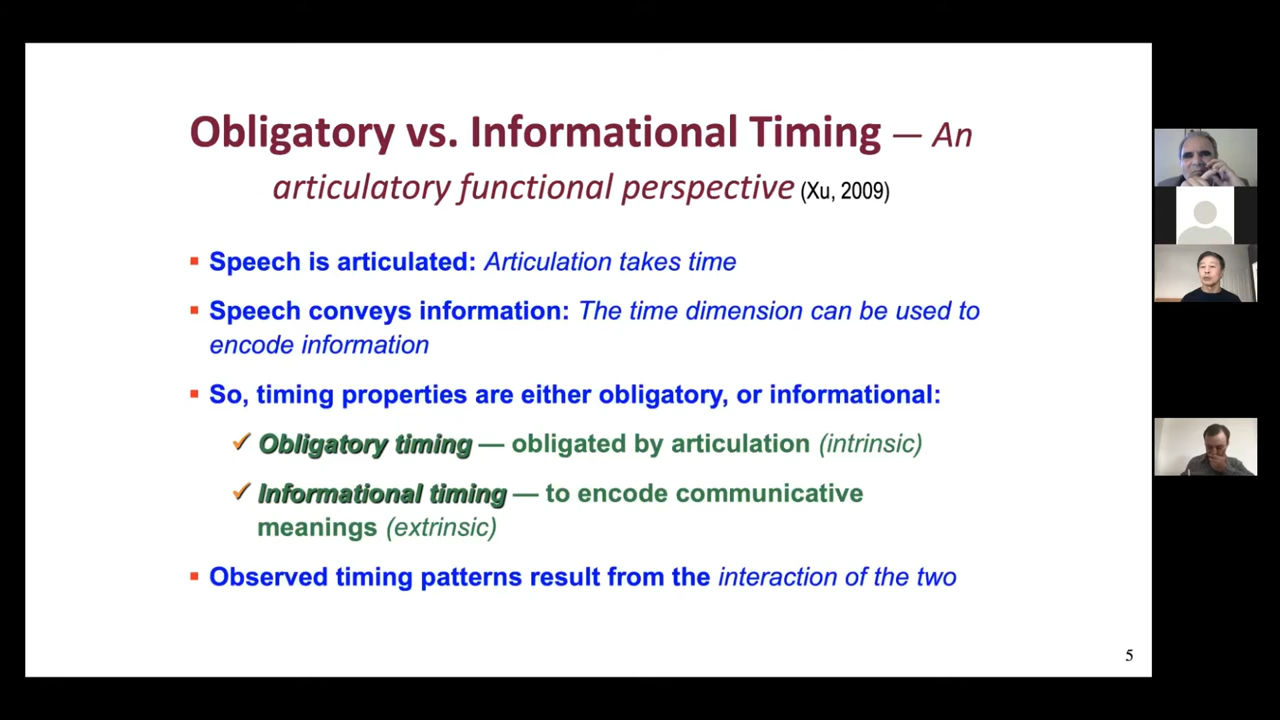 Obligatory vs. Informational Timing — An
articulatory functional perspective (Xu, 2009)
▪ Speech is articulated: Articulation takes time
▪ Speech conveys information: The time dimension can be used to
encode information
▪ So, timing properties are either obligatory, or informational:
✓ Obligatory timing — obligated by articulation (intrinsic)
✓ Informational timing — to encode communicative
meanings (extrinsic)
▪ Observed timing patterns result from the interaction of the two
5